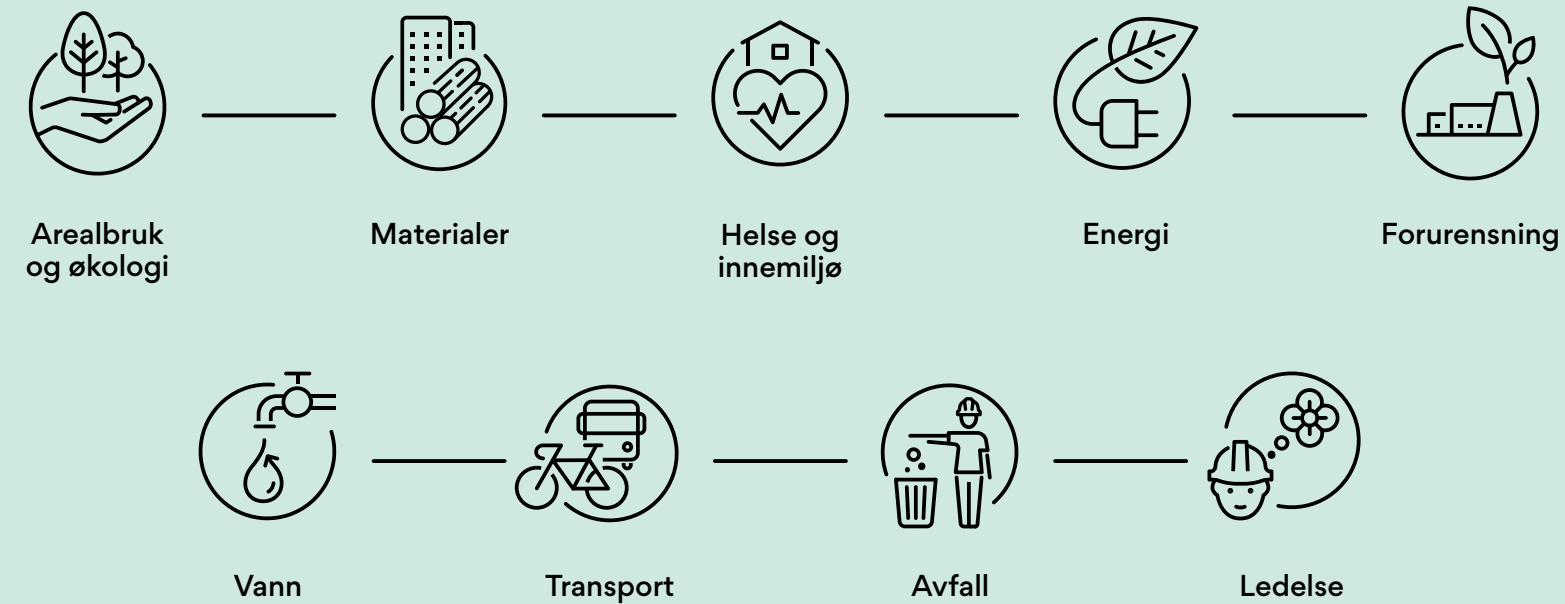 Arealbruk
og økologi
Materialer
Helse og
innemiljø
Energi
Forurensning
Vann
Transport
Avfall
Ledelse